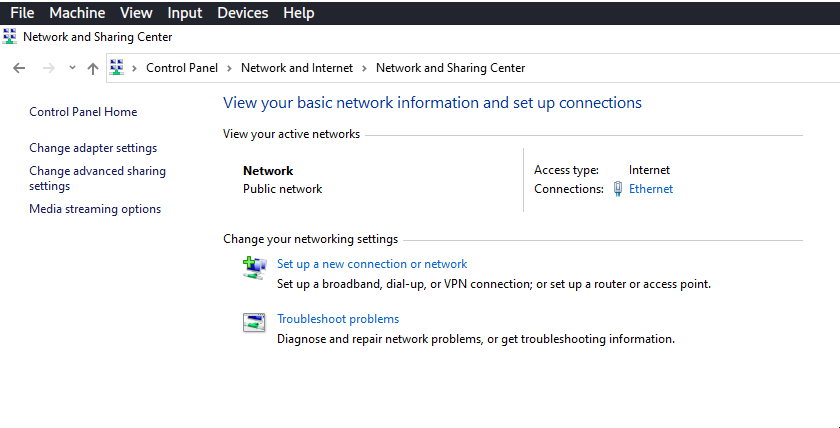 File Machine View Input Devices Help
Network and Sharing Center
Control Panel Network and Internet Network and Sharing Center
Control Panel Home
Change adapter settings
Change advanced sharing
settings
Media streaming options
View your basic network information and set up connections
View your active networks
Network
Public network
Access type: Internet
Connections: Ethernet
Change your networking settings
Set up a new connection or network
Set up a broadband, dial-up, or VPN connection; or set up a router or access point.
Troubleshoot problems
Diagnose and repair network problems, or get troubleshooting information.